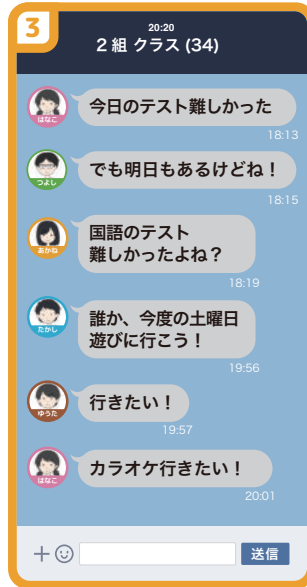 3
20:20
2組 クラス (34)
今日のテスト難しかった
はなこ
18:13
でも明日もあるけどね！
つよし
18:15
国語のテスト
難しかったよね？
あかね
18:19
誰か、今度の土曜日
遊びに行こう！
たかし
19:56
行きたい！
ゆうた
19:57
カラオケ行きたい！
はなこ
20:01
送信